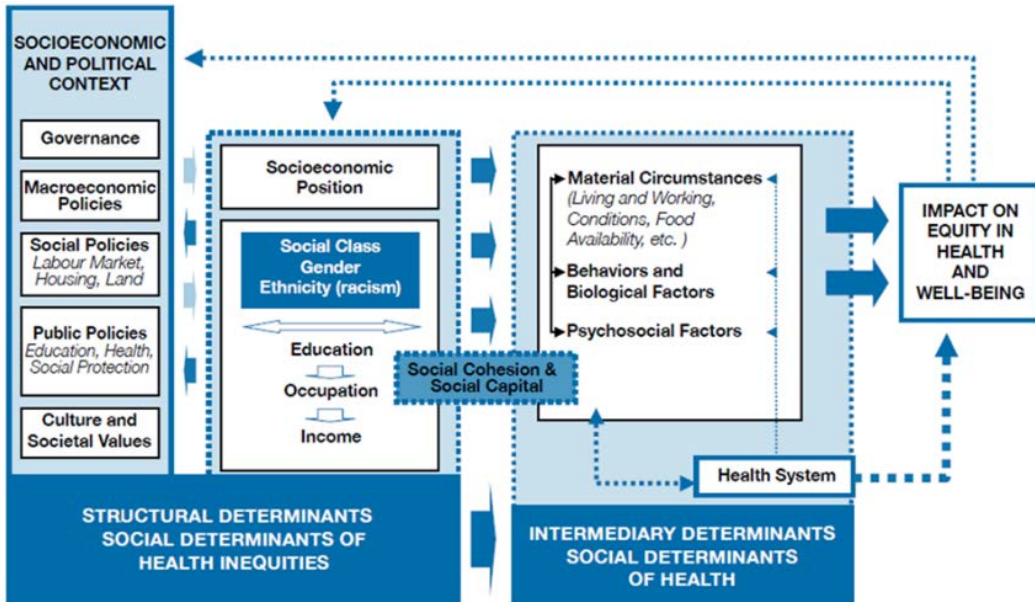 SOCIOECONOMIC
AND POLITICAL
CONTEXT
Governance
Macroeconomic
Policies
Social Policies
Labour Market,
Housing, Land
Public Policies
Education, Health,
Social Protection
Culture and
Societal Values
Socioeconomic
Position
Social Class
Gender
Ethnicity (racism)
Education
Occupation
Income
Social Cohesion &
Social Capital
Material Circumstances
(Living and Working,
Conditions, Food
Availability, etc. )
Behaviors and
Biological Factors
Psychosocial Factors
Health System
IMPACT ON
EQUITY IN
HEALTH
AND
WELL-BEING
STRUCTURAL DETERMINANTS
SOCIAL DETERMINANTS OF
HEALTH INEQUITIES
INTERMEDIARY DETERMINANTS
SOCIAL DETERMINANTS
OF HEALTH